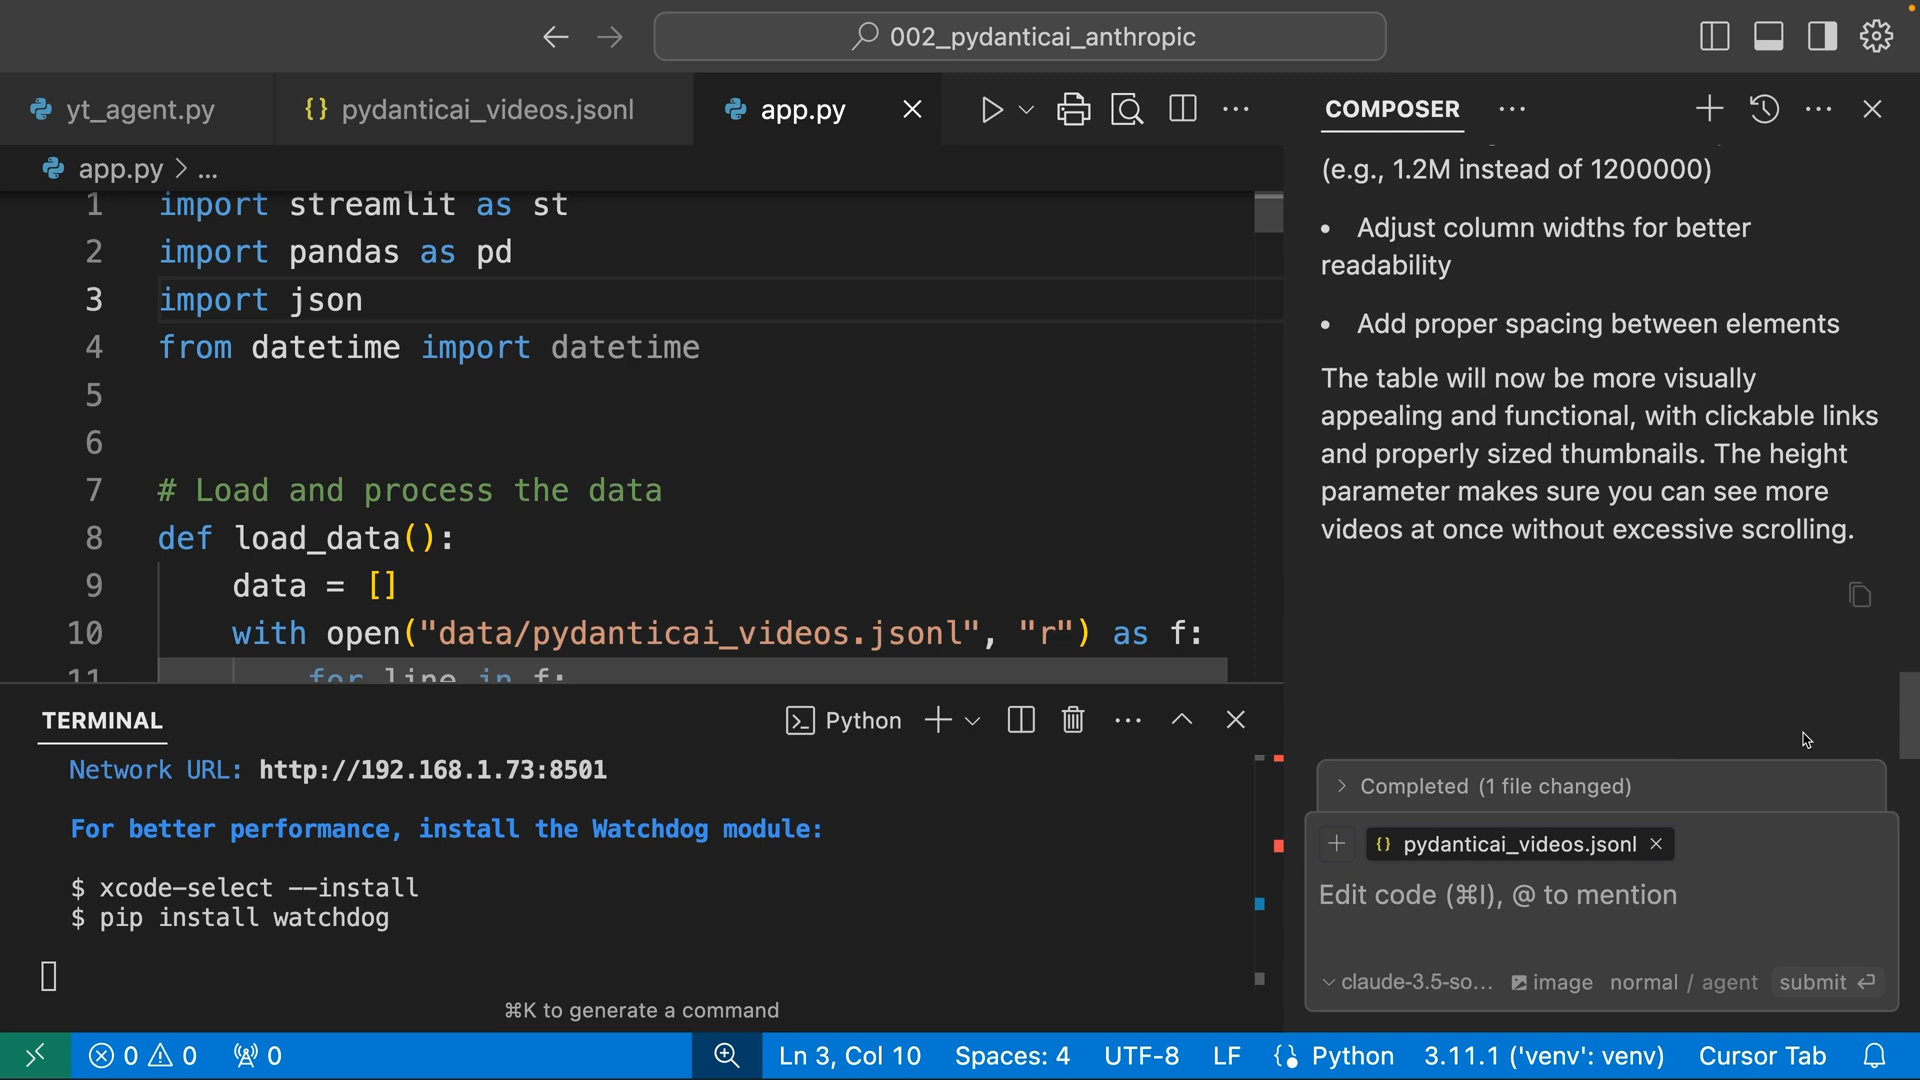 002_pydanticai_anthropic
yt_agent.py
{} pydanticai_videos.jsonl
app.py
app.py > ...
1 import streamlit as st
2 import pandas as pd
3 import json
4 from datetime import datetime
5
6
7 # Load and process the data
8 def load_data():
9 data = []
10 with open("data/pydanticai_videos.jsonl", "r") as f:
11 for line in f:
TERMINAL
Python
Network URL: http://192.168.1.73:8501
For better performance, install the Watchdog module:
$ xcode-select --install
$ pip install watchdog
⌘K to generate a command
COMPOSER
(e.g., 1.2M instead of 1200000)
• Adjust column widths for better
readability
• Add proper spacing between elements
The table will now be more visually
appealing and functional, with clickable links
and properly sized thumbnails. The height
parameter makes sure you can see more
videos at once without excessive scrolling.
Completed (1 file changed)
{} pydanticai_videos.jsonl
Edit code (⌘I), @ to mention
claude-3.5-so... image normal / agent submit
0 0 0 Ln 3, Col 10 Spaces: 4 UTF-8 LF Python 3.11.1 ('venv': venv) Cursor Tab